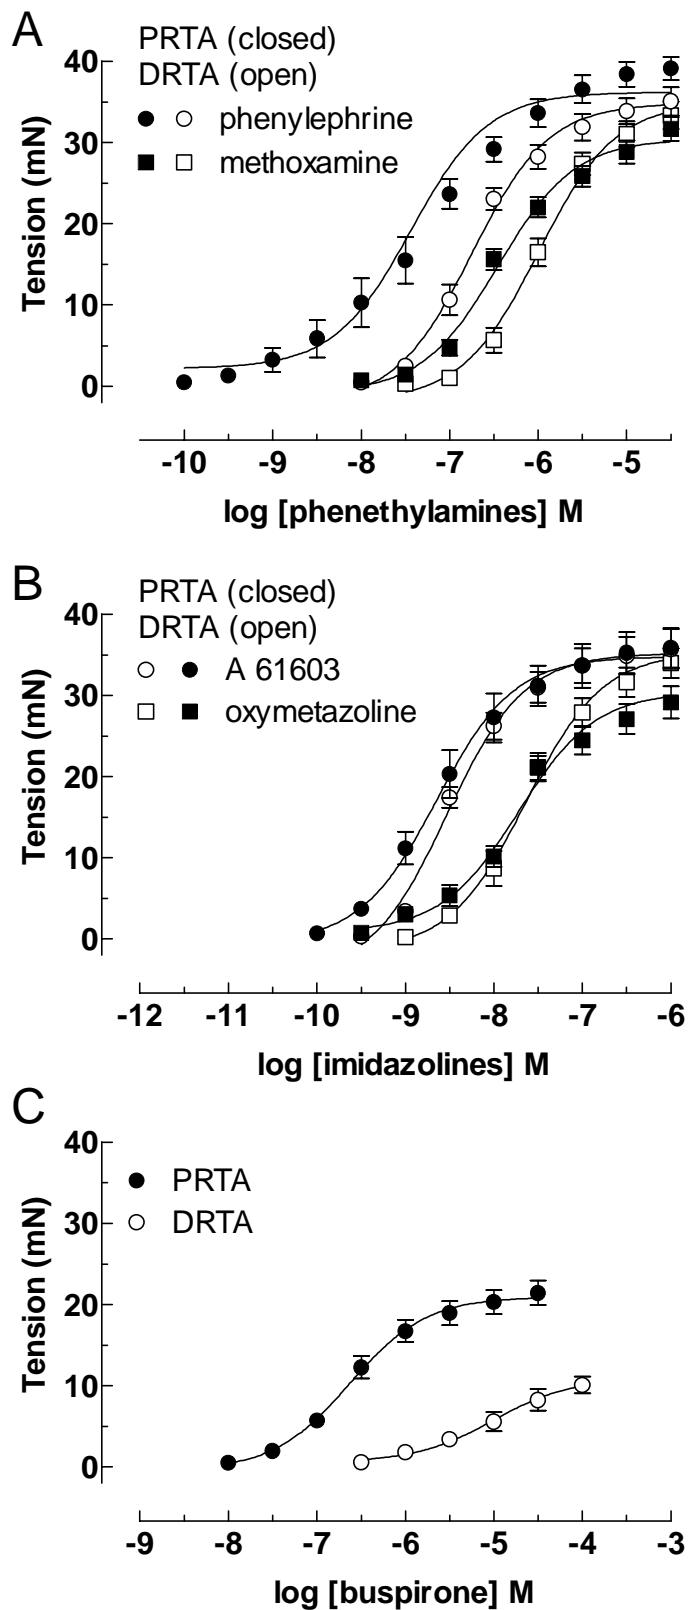 A
PRTA (closed)
DRTA (open)
phenylephrine
methoxamine
40
30
20
10
0
Tension (mN)
-10 -9 -8 -7 -6 -5
log [phenethylamines] M
B
PRTA (closed)
DRTA (open)
A 61603
oxymetazoline
40
30
20
10
0
Tension (mN)
-12 -11 -10 -9 -8 -7 -6
log [imidazolines] M
C
PRTA
DRTA
40
30
20
10
0
Tension (mN)
-9 -8 -7 -6 -5 -4 -3
log [buspirone] M